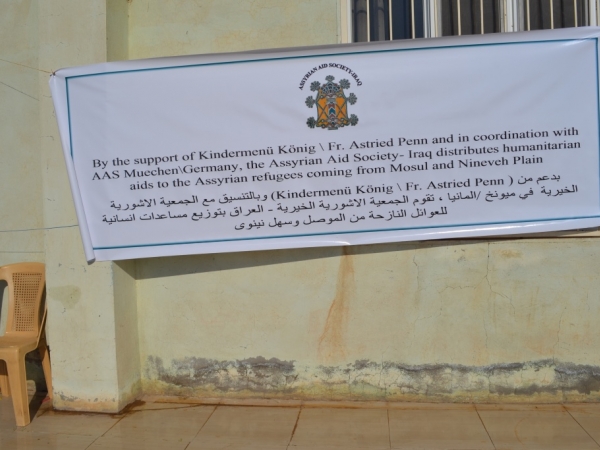 ASSYRIAN AID SOCIETY-IRAQ
By the support of Kindermenü König \ Fr. Astried Penn and in coordination with
AAS Muechen\Germany, the Assyrian Aid Society- Iraq distributes humanitarian
aids to the Assyrian refugees coming from Mosul and Nineveh Plain
بدعم من ( Kindermenü König \ Fr. Astried Penn) وبالتنسيق مع الجمعية الاشورية
الخيرية في ميونخ /المانيا ، تقوم الجمعية الاشورية الخيرية - العراق بتوزيع مساعدات انسانية
للعوائل النازحة من الموصل وسهل نينوى